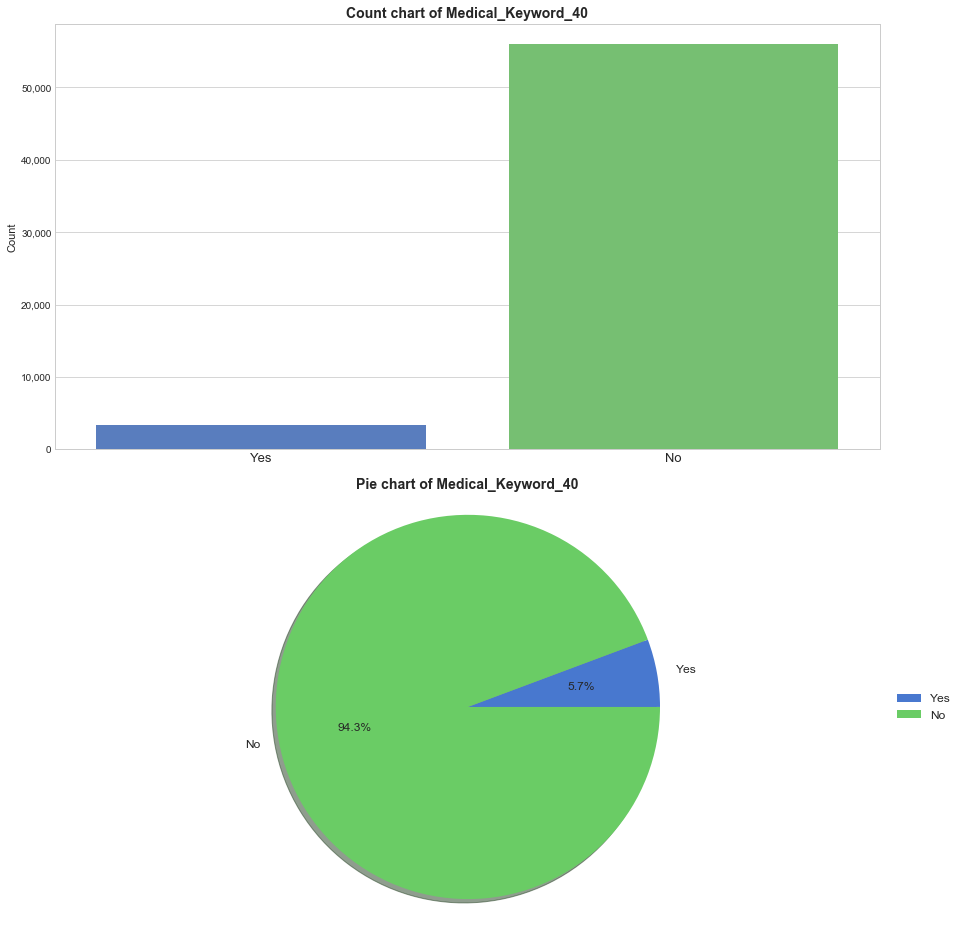 Count chart of Medical_Keyword_40
50,000
40,000
30,000
20,000
10,000
0
Count
Yes
No
Pie chart of Medical_Keyword_40
Yes
5.7%
94.3%
No
Yes
No